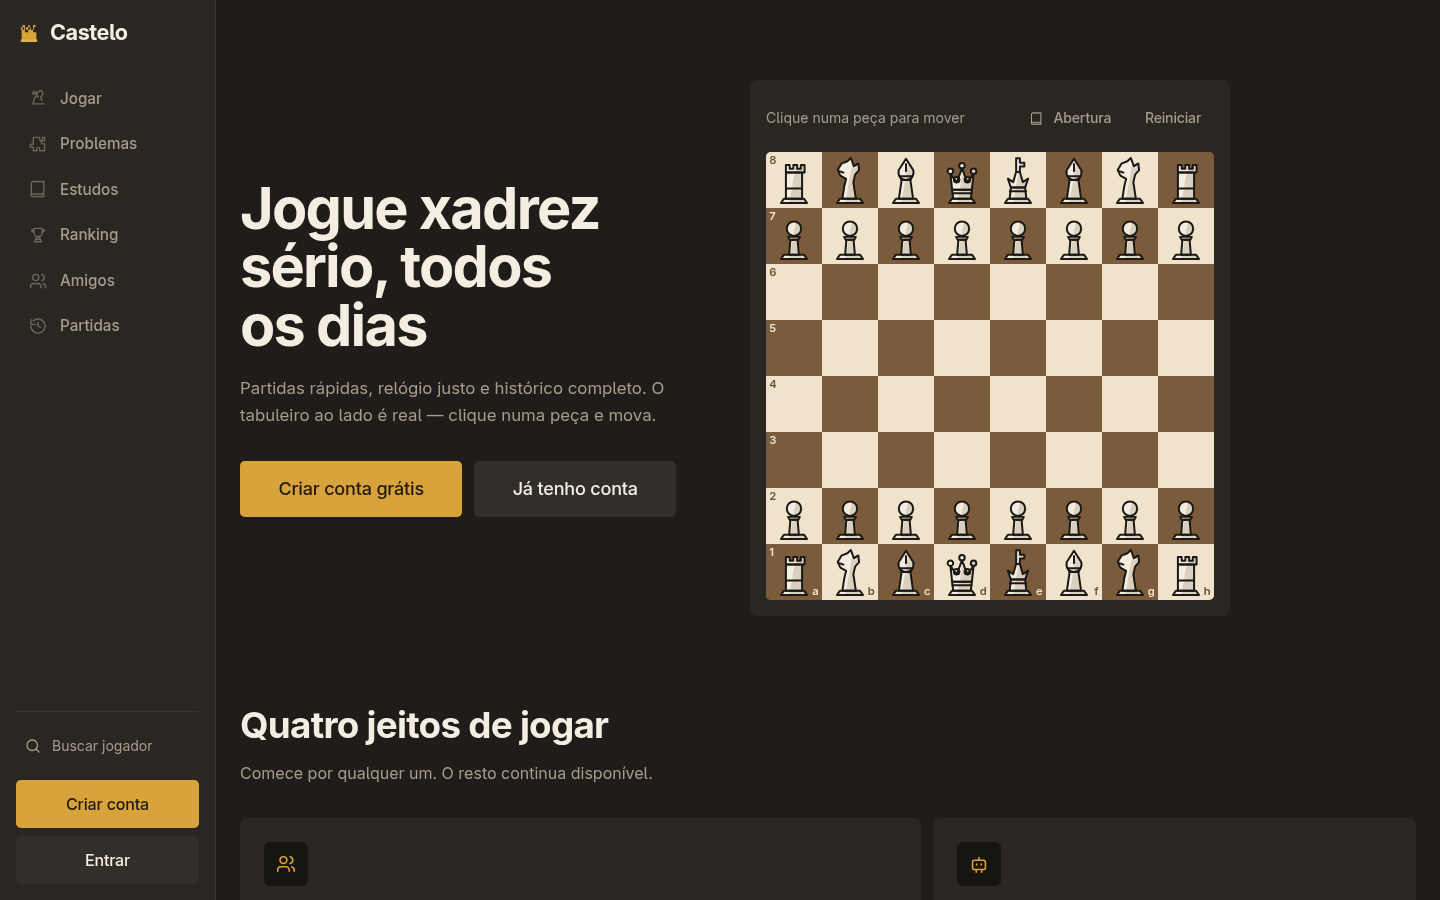 Castelo
Jogar
Problemas
Estudos
Ranking
Amigos
Partidas
Buscar jogador
Criar conta
Entrar
Jogue xadrez
sério, todos
os dias
Partidas rápidas, relógio justo e histórico completo. O
tabuleiro ao lado é real — clique numa peça e mova.
Criar conta grátis
Já tenho conta
Clique numa peça para mover
Abertura
Reiniciar
8
7
6
5
4
3
2
1
a b c d e f g h
Quatro jeitos de jogar
Comece por qualquer um. O resto continua disponível.